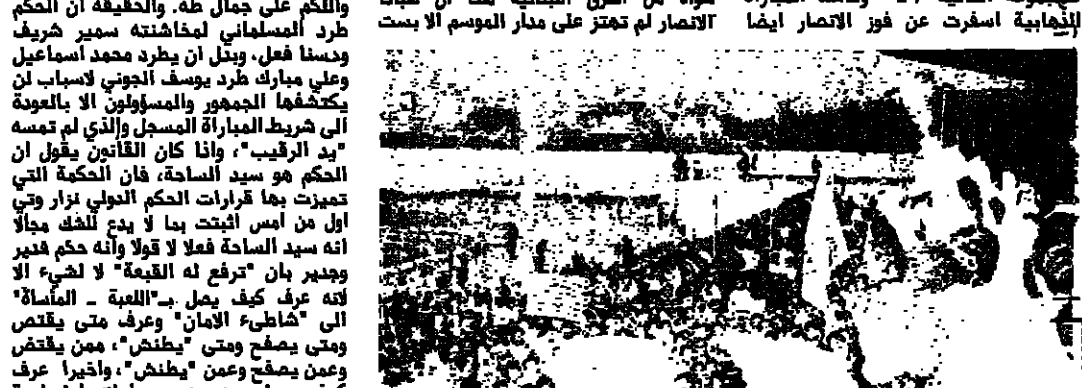 النهابية اسفرت عن فوز الانصار ايضا
الانصار لم تهتز على مدار الموسم الا بست
واللكم على جمال طه. والحقيقة ان الحكم
طرد المسلماني لمخاشنته سمير شريف
وحسنا فعل، وبدل ان يطرد محمد اسماعيل
وعلي مبارك طرد يوسف الجوني لاسباب لن
يكتشفها الجمهور والمسؤولون الا بالعودة
الى شريط المباراة المسجل والذي لم تمسه
"يد الرقيب"، واذا كان القانون يقول ان
الحكم هو سيد الساحة، فان الحكمة التي
تميزت بها قرارات الحكم الدولي نزار وتي
اول من امس اثبتت بما لا يدع للشك مجالا
انه سيد الساحة فعلا لا قولا وانه حكم قدير
وجدير بان "ترفع له القبعة" لا لشيء الا
لانه عرف كيف يصل بـ"اللعبة ـ المأساة"
الى "شاطىء الامان" وعرف متى يقتص
ومتى يصفح ومتى "يطنش"، ممن يقتض
وعمن يصفح وعمن "يطنش"، واخيرا عرف